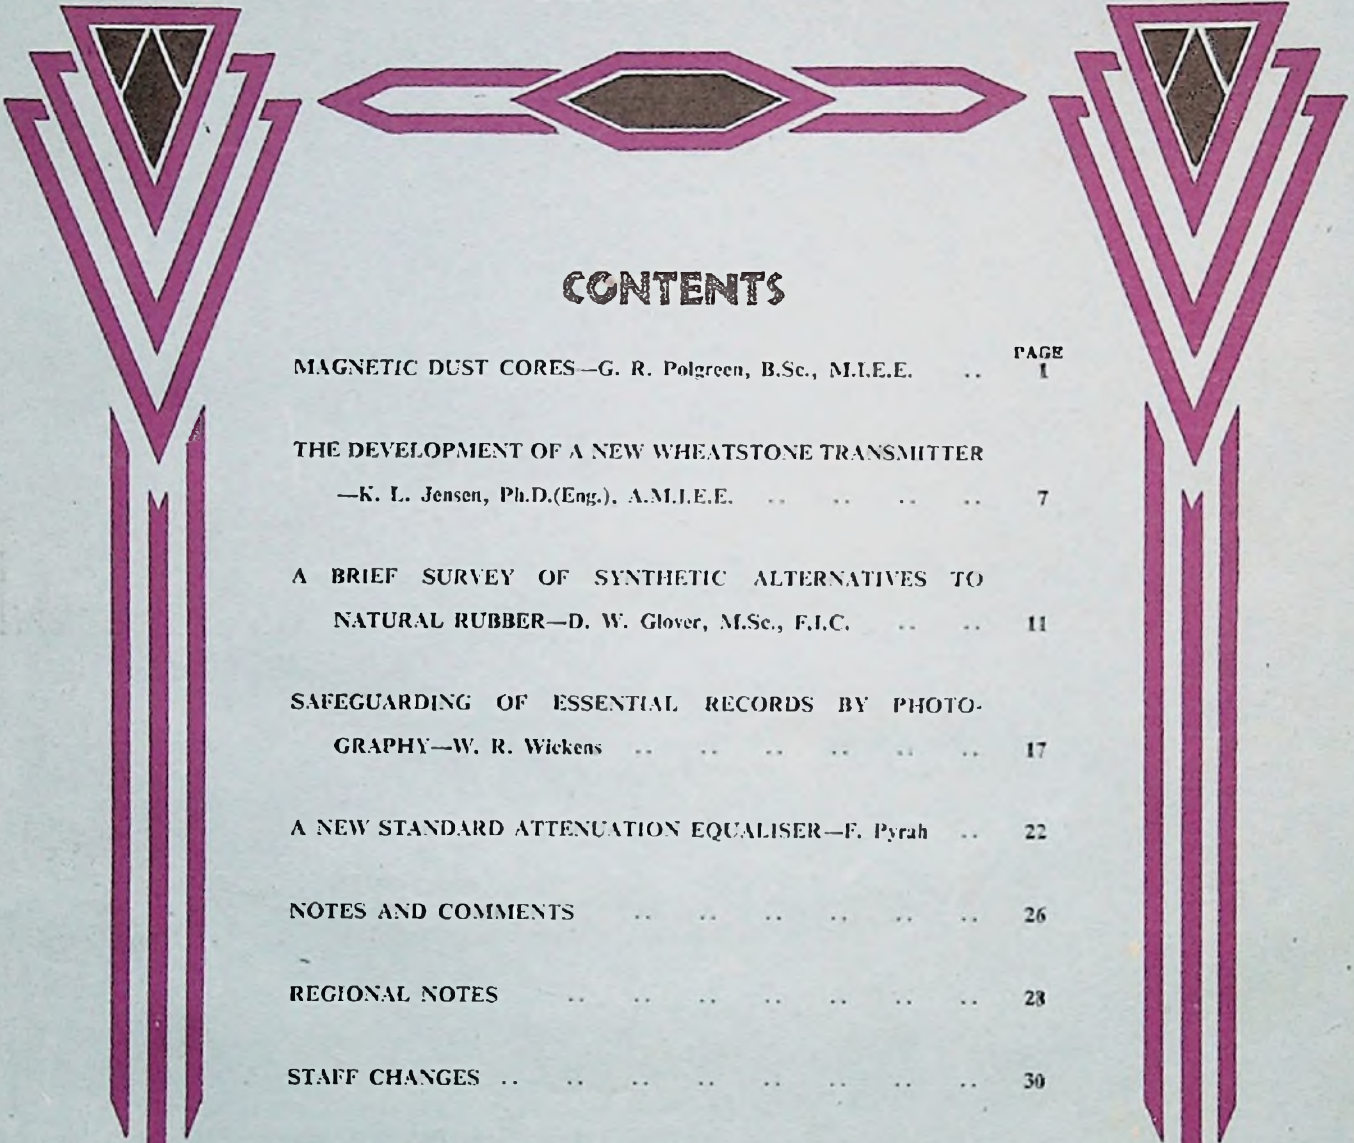 CONTENTS
PAGE
MAGNETIC DUST CORES—G. R. Polgreen, B.Sc., M.I.E.E. .. 1
THE DEVELOPMENT OF A NEW WHEATSTONE TRANSMITTER
—K. L. Jensen, Ph.D.(Eng.), A.M.I.E.E. .. .. .. .. 7
A BRIEF SURVEY OF SYNTHETIC ALTERNATIVES TO
NATURAL RUBBER—D. W. Glover, M.Sc., F.I.C. .. .. 11
SAFEGUARDING OF ESSENTIAL RECORDS BY PHOTO-
GRAPHY—W. R. Wickens .. .. .. .. .. .. 17
A NEW STANDARD ATTENUATION EQUALISER—F. Pyrah .. 22
NOTES AND COMMENTS .. .. .. .. .. .. 26
REGIONAL NOTES .. .. .. .. .. .. .. 28
STAFF CHANGES .. .. .. .. .. .. .. .. 30